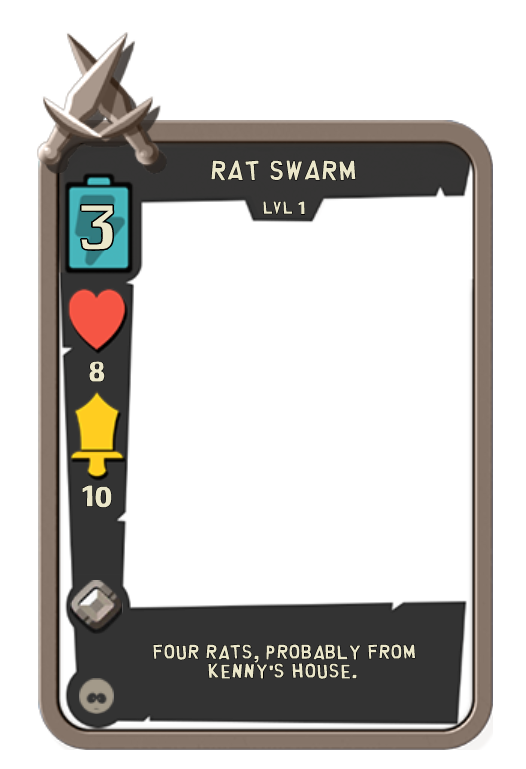 RAT SWARM
LVL 1
3
8
10
FOUR RATS, PROBABLY FROM
KENNY'S HOUSE.